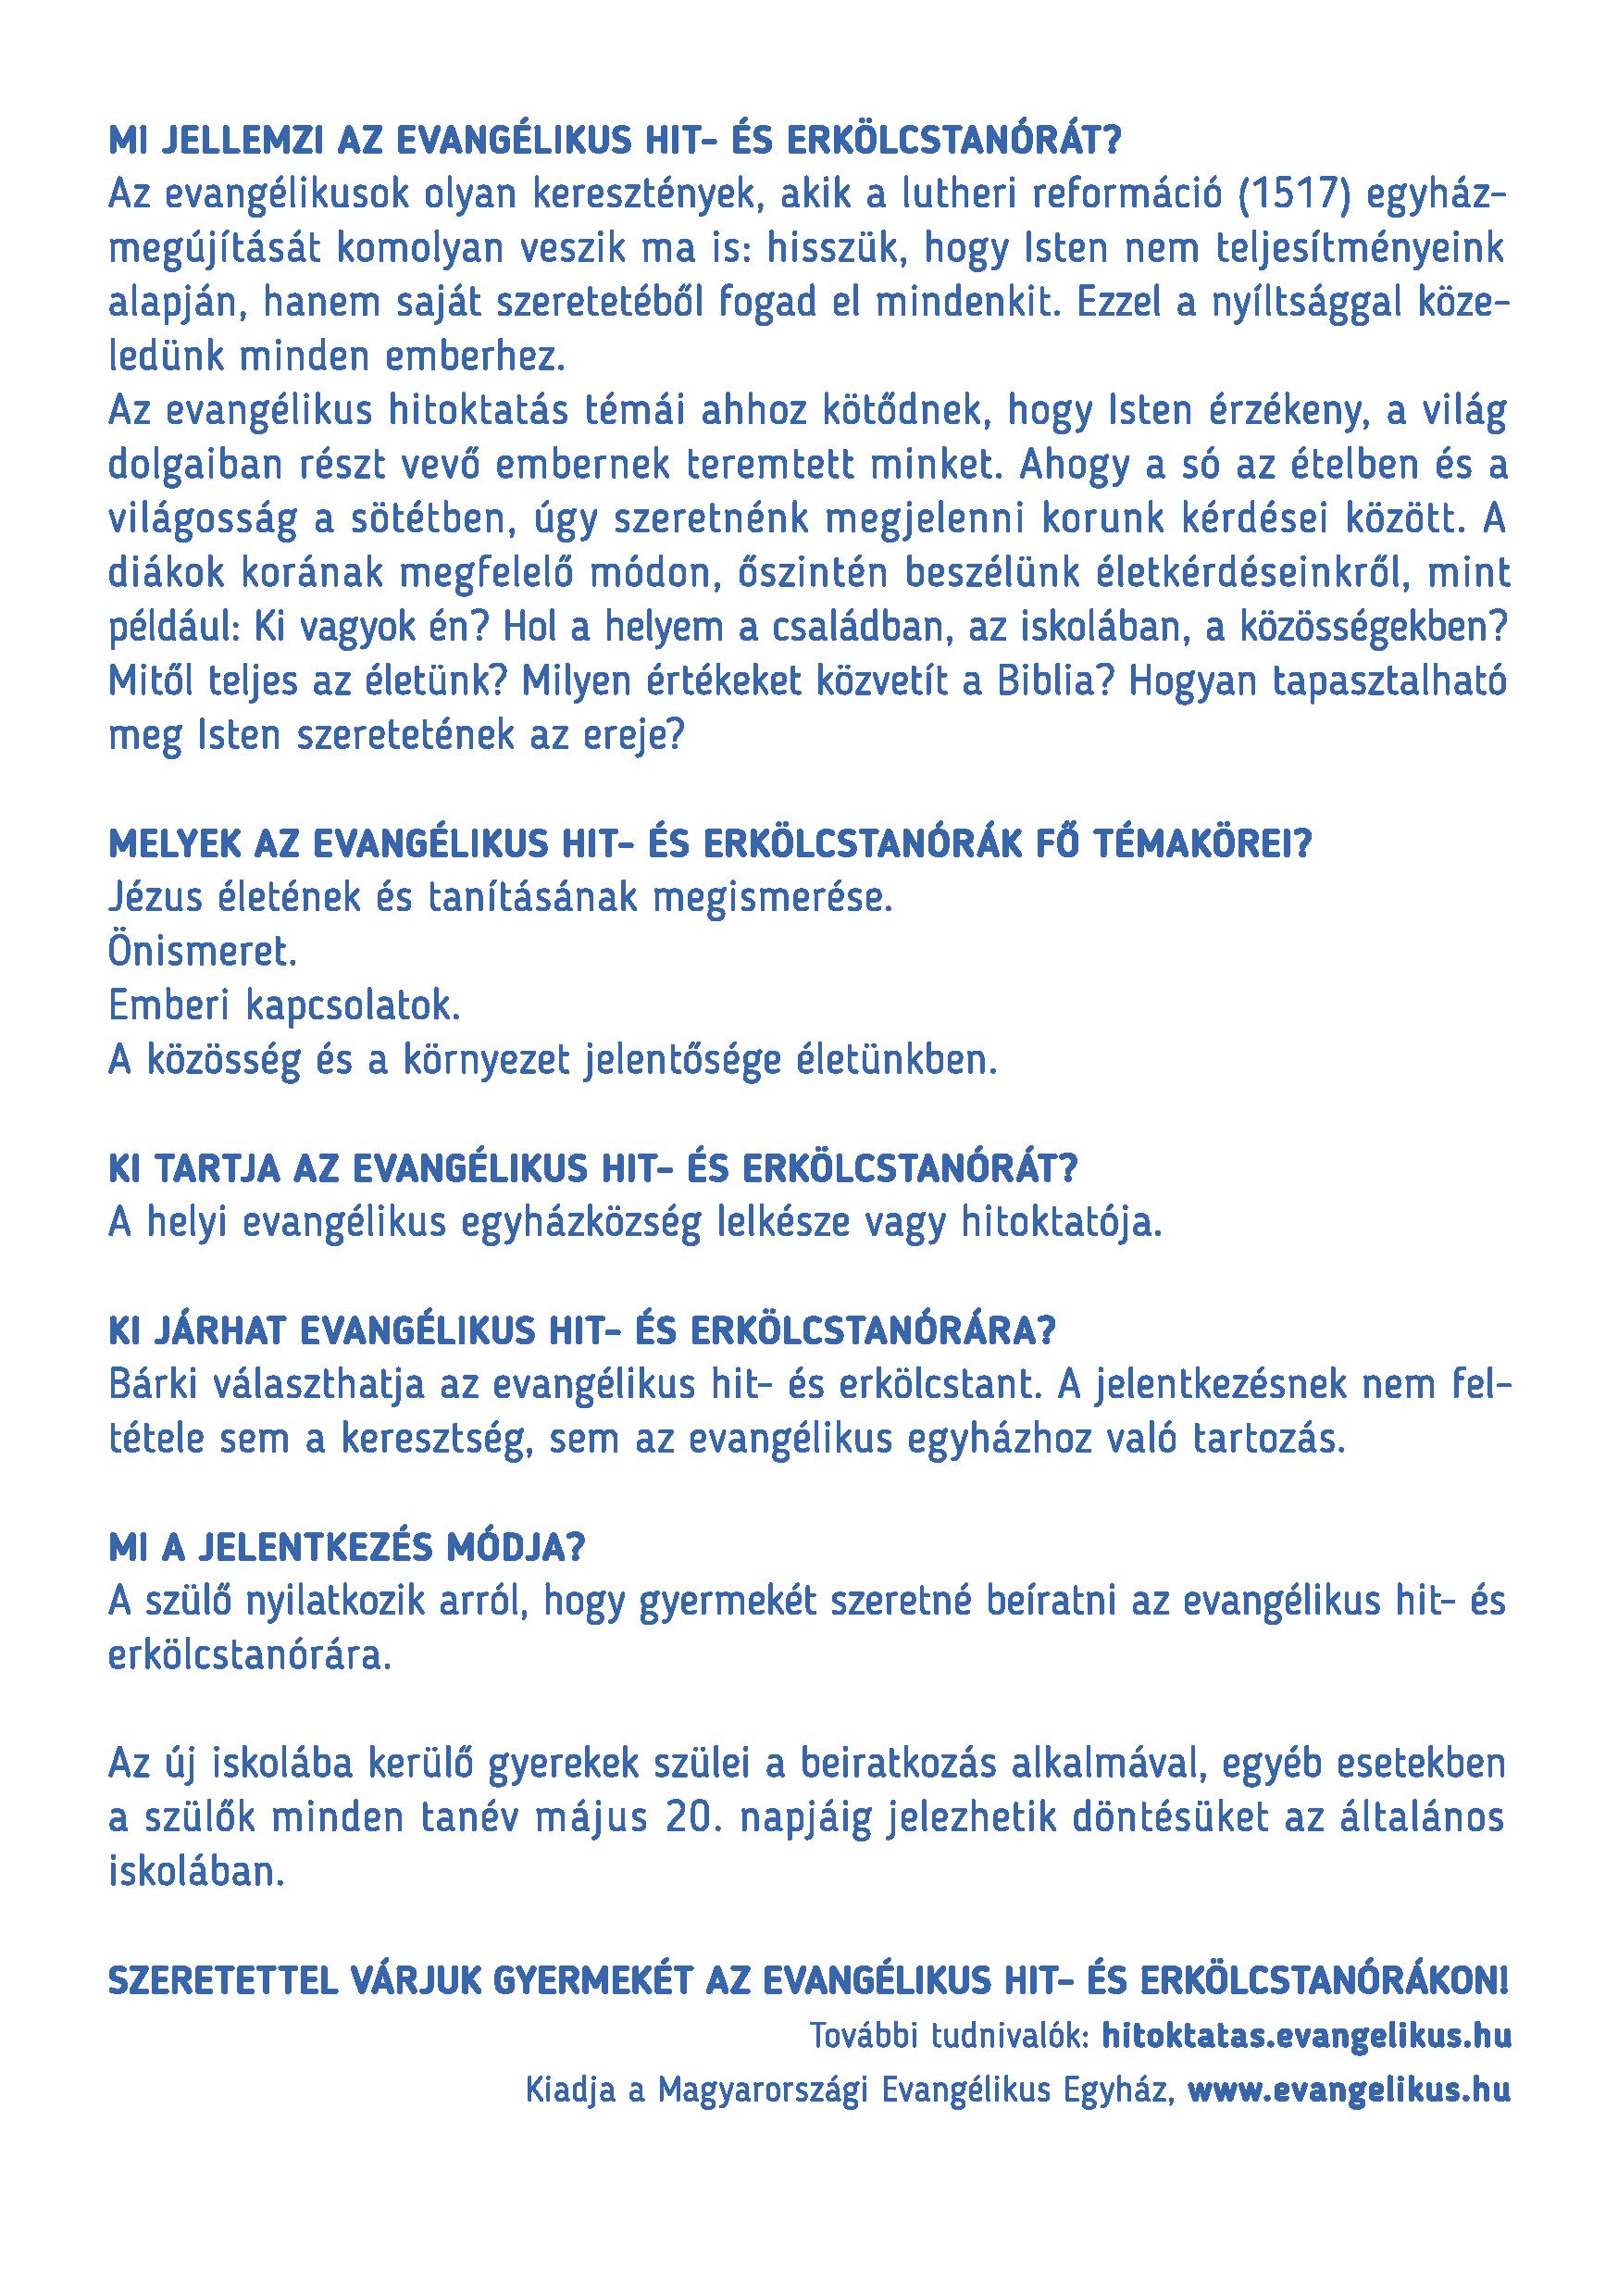 MI JELLEMZI AZ EVANGÉLIKUS HIT- ÉS ERKÖLCSTANÓRÁT?
Az evangélikusok olyan keresztények, akik a lutheri reformáció (1517) egyház-
megújítását komolyan veszik ma is: hisszük, hogy Isten nem teljesítményeink
alapján, hanem saját szeretetéből fogad el mindenkit. Ezzel a nyíltsággal köze-
ledünk minden emberhez.
Az evangélikus hitoktatás témái ahhoz kötődnek, hogy Isten érzékeny, a világ
dolgaiban részt vevő embernek teremtett minket. Ahogy a só az ételben és a
világosság a sötétben, úgy szeretnénk megjelenni korunk kérdései között. A
diákok korának megfelelő módon, őszintén beszélünk életkérdéseinkről, mint
például: Ki vagyok én? Hol a helyem a családban, az iskolában, a közösségekben?
Mitől teljes az életünk? Milyen értékeket közvetít a Biblia? Hogyan tapasztalható
meg Isten szeretetének az ereje?
MELYEK AZ EVANGÉLIKUS HIT- ÉS ERKÖLCSTANÓRÁK FŐ TÉMAKÖREI?
Jézus életének és tanításának megismerése.
Önismeret.
Emberi kapcsolatok.
A közösség és a környezet jelentősége életünkben.
KI TARTJA AZ EVANGÉLIKUS HIT- ÉS ERKÖLCSTANÓRÁT?
A helyi evangélikus egyházközség lelkésze vagy hitoktatója.
KI JÁRHAT EVANGÉLIKUS HIT- ÉS ERKÖLCSTANÓRÁRA?
Bárki választhatja az evangélikus hit- és erkölcstant. A jelentkezésnek nem fel-
tétele sem a keresztség, sem az evangélikus egyházhoz való tartozás.
MI A JELENTKEZÉS MÓDJA?
A szülő nyilatkozik arról, hogy gyermekét szeretné beíratni az evangélikus hit- és
erkölcstanórára.
Az új iskolába kerülő gyerekek szülei a beiratkozás alkalmával, egyéb esetekben
a szülők minden tanév május 20. napjáig jelezhetik döntésüket az általános
iskolában.
SZERETETTEL VÁRJUK GYERMEKÉT AZ EVANGÉLIKUS HIT- ÉS ERKÖLCSTANÓRÁKON!
További tudnivalók: hitoktatas.evangelikus.hu
Kiadja a Magyarországi Evangélikus Egyház, www.evangelikus.hu